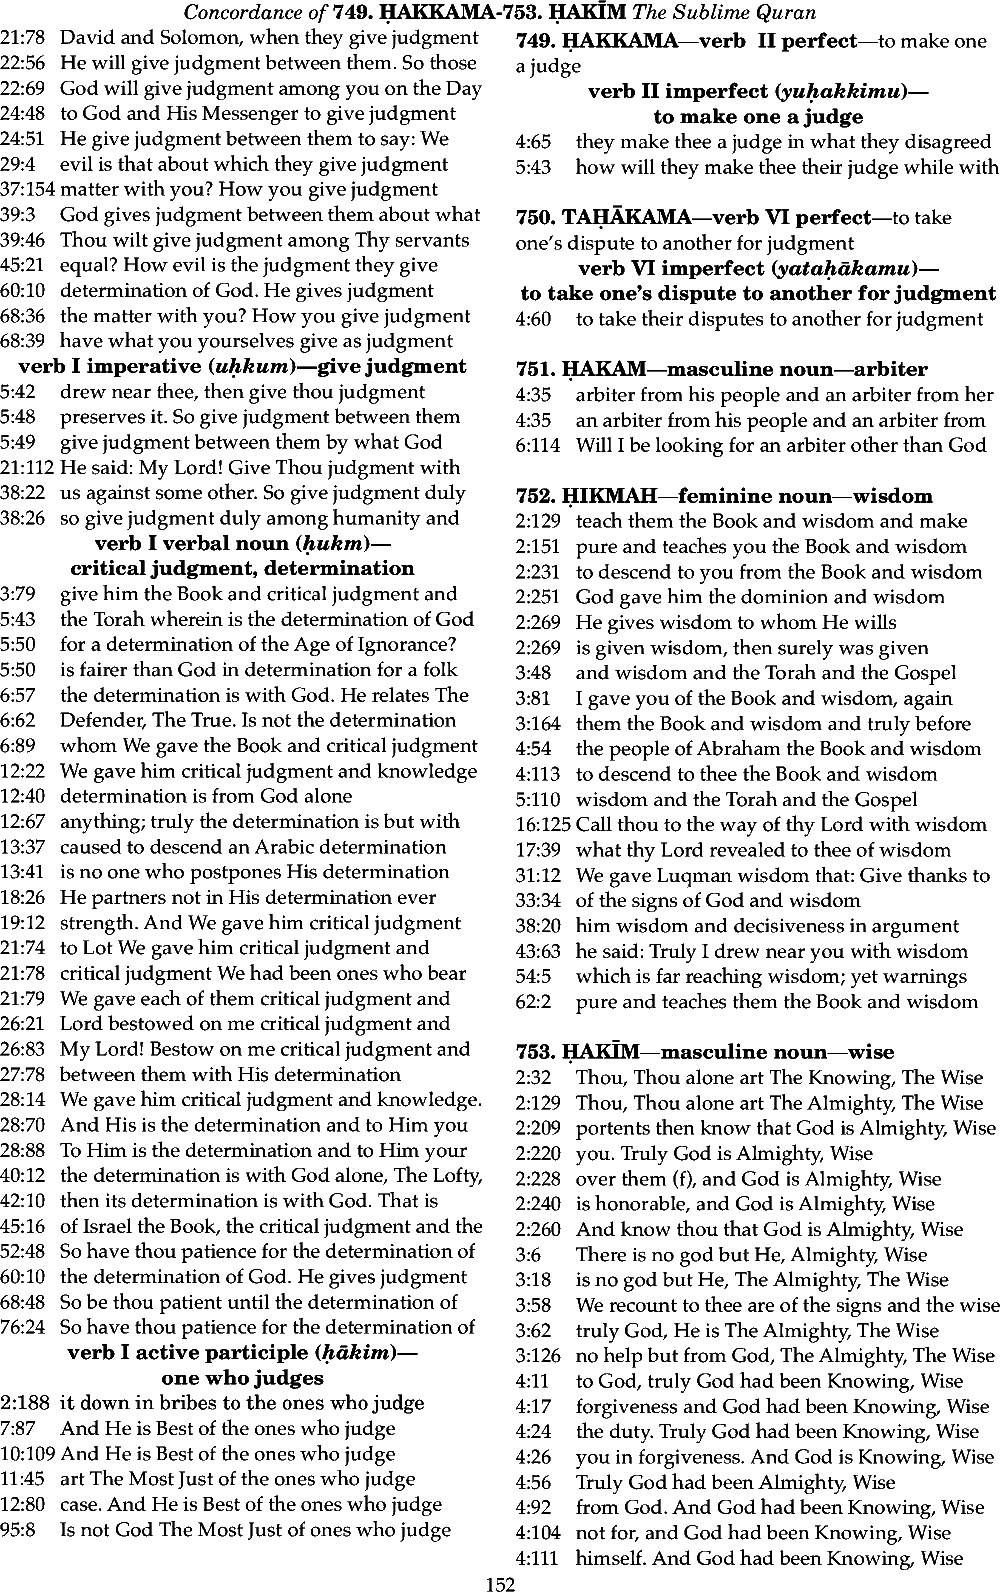 Concordance of 749. ḤAKKAMA-753. ḤAKĪM The Sublime Quran
21:78 David and Solomon, when they give judgment
22:56 He will give judgment between them. So those
22:69 God will give judgment among you on the Day
24:48 to God and His Messenger to give judgment
24:51 He give judgment between them to say: We
29:4 evil is that about which they give judgment
37:154 matter with you? How you give judgment
39:3 God gives judgment between them about what
39:46 Thou wilt give judgment among Thy servants
45:21 equal? How evil is the judgment they give
60:10 determination of God. He gives judgment
68:36 the matter with you? How you give judgment
68:39 have what you yourselves give as judgment
verb I imperative (uḥkum)—give judgment
5:42 drew near thee, then give thou judgment
5:48 preserves it. So give judgment between them
5:49 give judgment between them by what God
21:112 He said: My Lord! Give Thou judgment with
38:22 us against some other. So give judgment duly
38:26 so give judgment duly among humanity and
verb I verbal noun (ḥukm)—
critical judgment, determination
3:79 give him the Book and critical judgment and
5:43 the Torah wherein is the determination of God
5:50 for a determination of the Age of Ignorance?
5:50 is fairer than God in determination for a folk
6:57 the determination is with God. He relates The
6:62 Defender, The True. Is not the determination
6:89 whom We gave the Book and critical judgment
12:22 We gave him critical judgment and knowledge
12:40 determination is from God alone
12:67 anything; truly the determination is but with
13:37 caused to descend an Arabic determination
13:41 is no one who postpones His determination
18:26 He partners not in His determination ever
19:12 strength. And We gave him critical judgment
21:74 to Lot We gave him critical judgment and
21:78 critical judgment We had been ones who bear
21:79 We gave each of them critical judgment and
26:21 Lord bestowed on me critical judgment and
26:83 My Lord! Bestow on me critical judgment and
27:78 between them with His determination
28:14 We gave him critical judgment and knowledge.
28:70 And His is the determination and to Him you
28:88 To Him is the determination and to Him your
40:12 the determination is with God alone, The Lofty,
42:10 then its determination is with God. That is
45:16 of Israel the Book, the critical judgment and the
52:48 So have thou patience for the determination of
60:10 the determination of God. He gives judgment
68:48 So be thou patient until the determination of
76:24 So have thou patience for the determination of
verb I active participle (ḥākim)—
one who judges
2:188 it down in bribes to the ones who judge
7:87 And He is Best of the ones who judge
10:109 And He is Best of the ones who judge
11:45 art The Most Just of the ones who judge
12:80 case. And He is Best of the ones who judge
95:8 Is not God The Most Just of ones who judge
749. ḤAKKAMA—verb II perfect—to make one
a judge
verb II imperfect (yuḥakkimu)—
to make one a judge
4:65 they make thee a judge in what they disagreed
5:43 how will they make thee their judge while with
750. TAḤĀKAMA—verb VI perfect—to take
one's dispute to another for judgment
verb VI imperfect (yataḥākamu)—
to take one's dispute to another for judgment
4:60 to take their disputes to another for judgment
751. ḤAKAM—masculine noun—arbiter
4:35 arbiter from his people and an arbiter from her
4:35 an arbiter from his people and an arbiter from
6:114 Will I be looking for an arbiter other than God
752. ḤIKMAH—feminine noun—wisdom
2:129 teach them the Book and wisdom and make
2:151 pure and teaches you the Book and wisdom
2:231 to descend to you from the Book and wisdom
2:251 God gave him the dominion and wisdom
2:269 He gives wisdom to whom He wills
2:269 is given wisdom, then surely was given
3:48 and wisdom and the Torah and the Gospel
3:81 I gave you of the Book and wisdom, again
3:164 them the Book and wisdom and truly before
4:54 the people of Abraham the Book and wisdom
4:113 to descend to thee the Book and wisdom
5:110 wisdom and the Torah and the Gospel
16:125 Call thou to the way of thy Lord with wisdom
17:39 what thy Lord revealed to thee of wisdom
31:12 We gave Luqman wisdom that: Give thanks to
33:34 of the signs of God and wisdom
38:20 him wisdom and decisiveness in argument
43:63 he said: Truly I drew near you with wisdom
54:5 which is far reaching wisdom; yet warnings
62:2 pure and teaches them the Book and wisdom
753. ḤAKĪM—masculine noun—wise
2:32 Thou, Thou alone art The Knowing, The Wise
2:129 Thou, Thou alone art The Almighty, The Wise
2:209 portents then know that God is Almighty, Wise
2:220 you. Truly God is Almighty, Wise
2:228 over them (f), and God is Almighty, Wise
2:240 is honorable, and God is Almighty, Wise
2:260 And know thou that God is Almighty, Wise
3:6 There is no god but He, Almighty, Wise
3:18 is no god but He, The Almighty, The Wise
3:58 We recount to thee are of the signs and the wise
3:62 truly God, He is The Almighty, The Wise
3:126 no help but from God, The Almighty, The Wise
4:11 to God, truly God had been Knowing, Wise
4:17 forgiveness and God had been Knowing, Wise
4:24 the duty. Truly God had been Knowing, Wise
4:26 you in forgiveness. And God is Knowing, Wise
4:56 Truly God had been Almighty, Wise
4:92 from God. And God had been Knowing, Wise
4:104 not for, and God had been Knowing, Wise
4:111 himself. And God had been Knowing, Wise
152